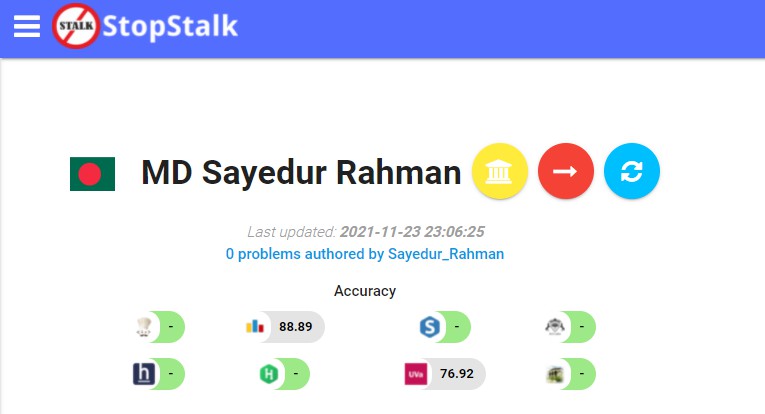 STALK StopStalk
MD Sayedur Rahman
Last updated: 2021-11-23 23:06:25
0 problems authored by Sayedur_Rahman
Accuracy
- 88.89 S - -
h - H - UVa 76.92 -